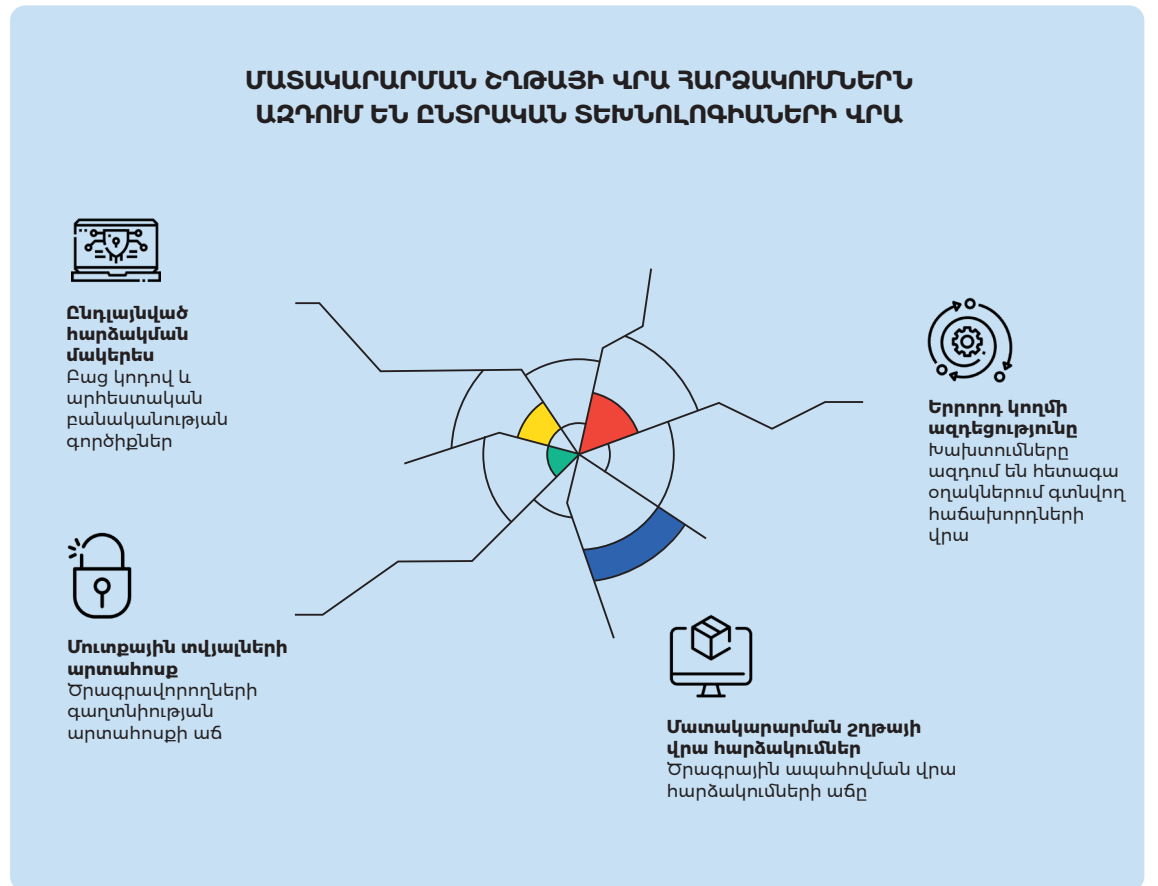 ՄԱՏԱԿԱՐԱՐՄԱՆ ՇՂԹԱՅԻ ՎՐԱ ՀԱՐՁԱԿՈՒՄՆԵՐՆ
ԱԶԴՈՒՄ ԵՆ ԸՆՏՐԱԿԱՆ ՏԵԽՆՈԼՈԳԻԱՆԵՐԻ ՎՐԱ
Ընդլայնված
հարձակման
մակերես
Բաց կոդով և
արհեստական
բանականության
գործիքներ
Երրորդ կողմի
ազդեցությունը
Խախտումները
ազդում են հետագա
օղակներում գտնվող
հաճախորդների
վրա
Մուտքային տվյալների
արտահոսք
Ծրագրավորողների
գաղտնիության
արտահոսքի աճ
Մատակարարման շղթայի
վրա հարձակումներ
Ծրագրային ապահովման վրա
հարձակումների աճը